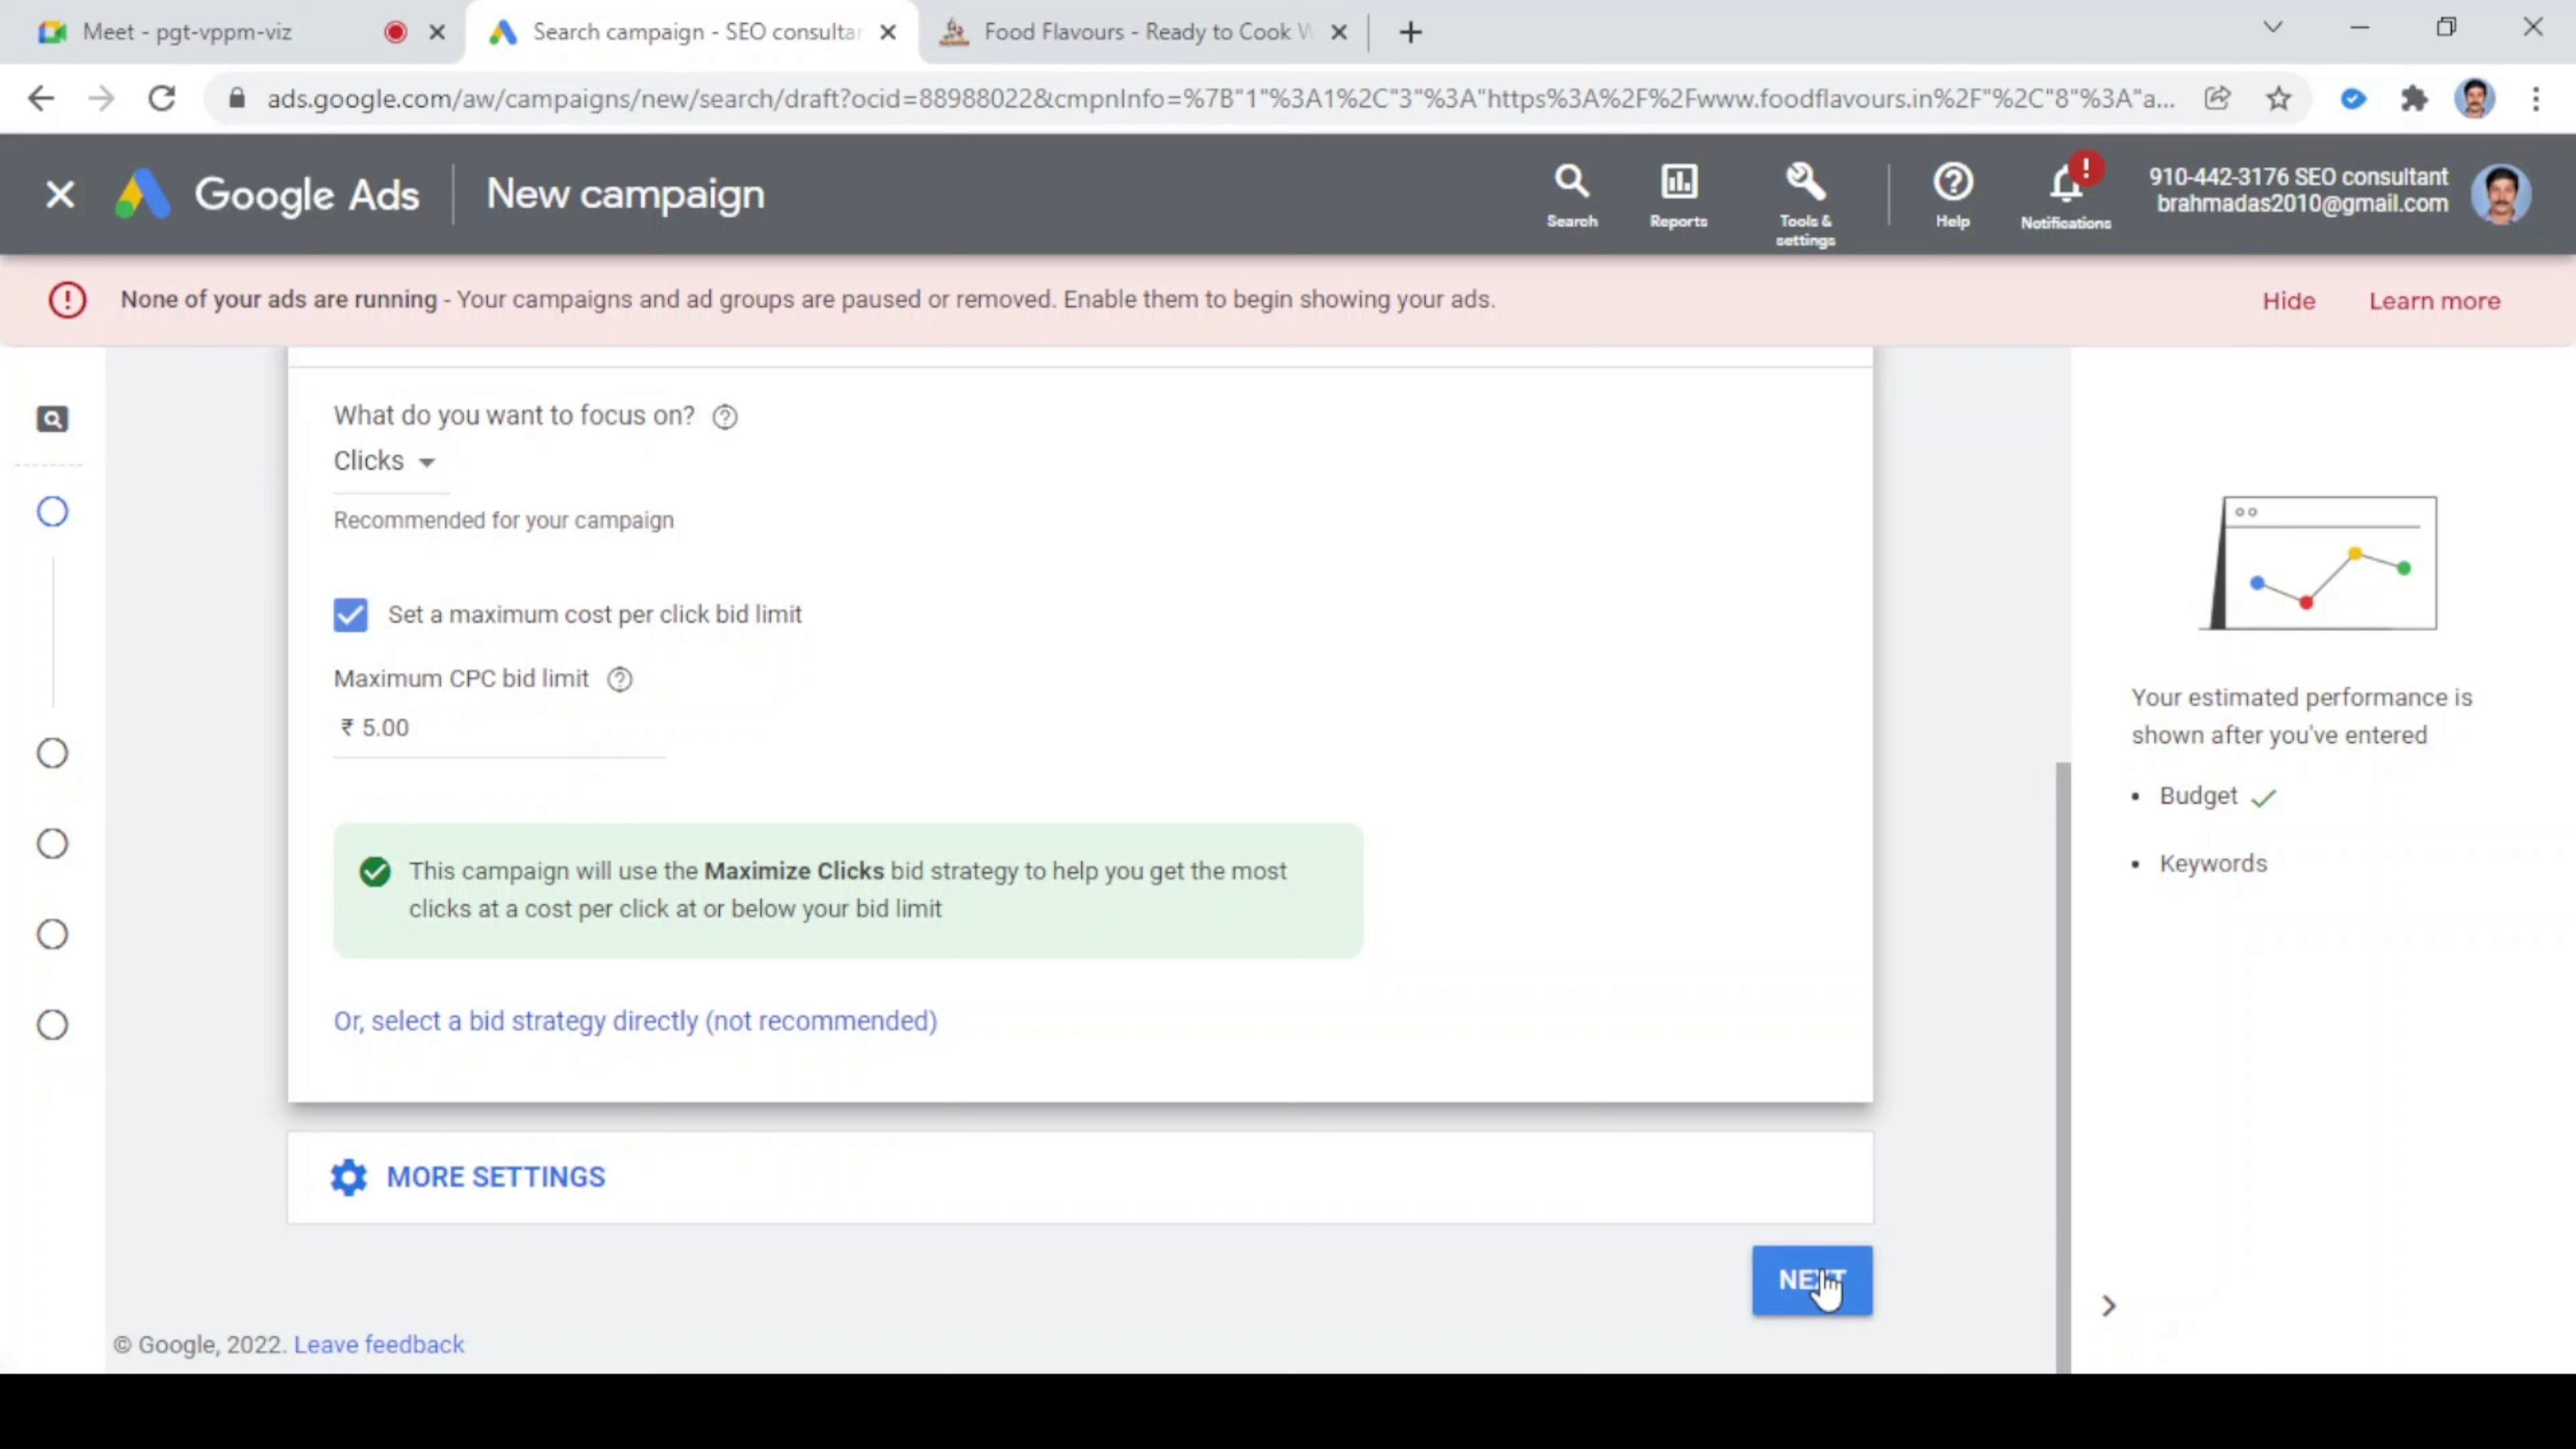 Meet - pgt-vppm-viz
Search campaign - SEO consultar
Food Flavours - Ready to Cook W
ads.google.com/aw/campaigns/new/search/draft?ocid=88988022&cmpnInfo=%7B"1"%3A1%2C"3"%3A"https%3A%2F%2Fwww.foodflavours.in%2F"%2C"8"%3A"a...
Google Ads
New campaign
Search
Reports
Tools &
settings
Help
Notifications
910-442-3176 SEO consultant
brahmadas2010@gmail.com
None of your ads are running - Your campaigns and ad groups are paused or removed. Enable them to begin showing your ads.
Hide
Learn more
What do you want to focus on?
Clicks
Recommended for your campaign
Set a maximum cost per click bid limit
Maximum CPC bid limit
₹ 5.00
This campaign will use the Maximize Clicks bid strategy to help you get the most
clicks at a cost per click at or below your bid limit
Or, select a bid strategy directly (not recommended)
MORE SETTINGS
NEXT
© Google, 2022. Leave feedback
Your estimated performance is
shown after you've entered
• Budget
• Keywords